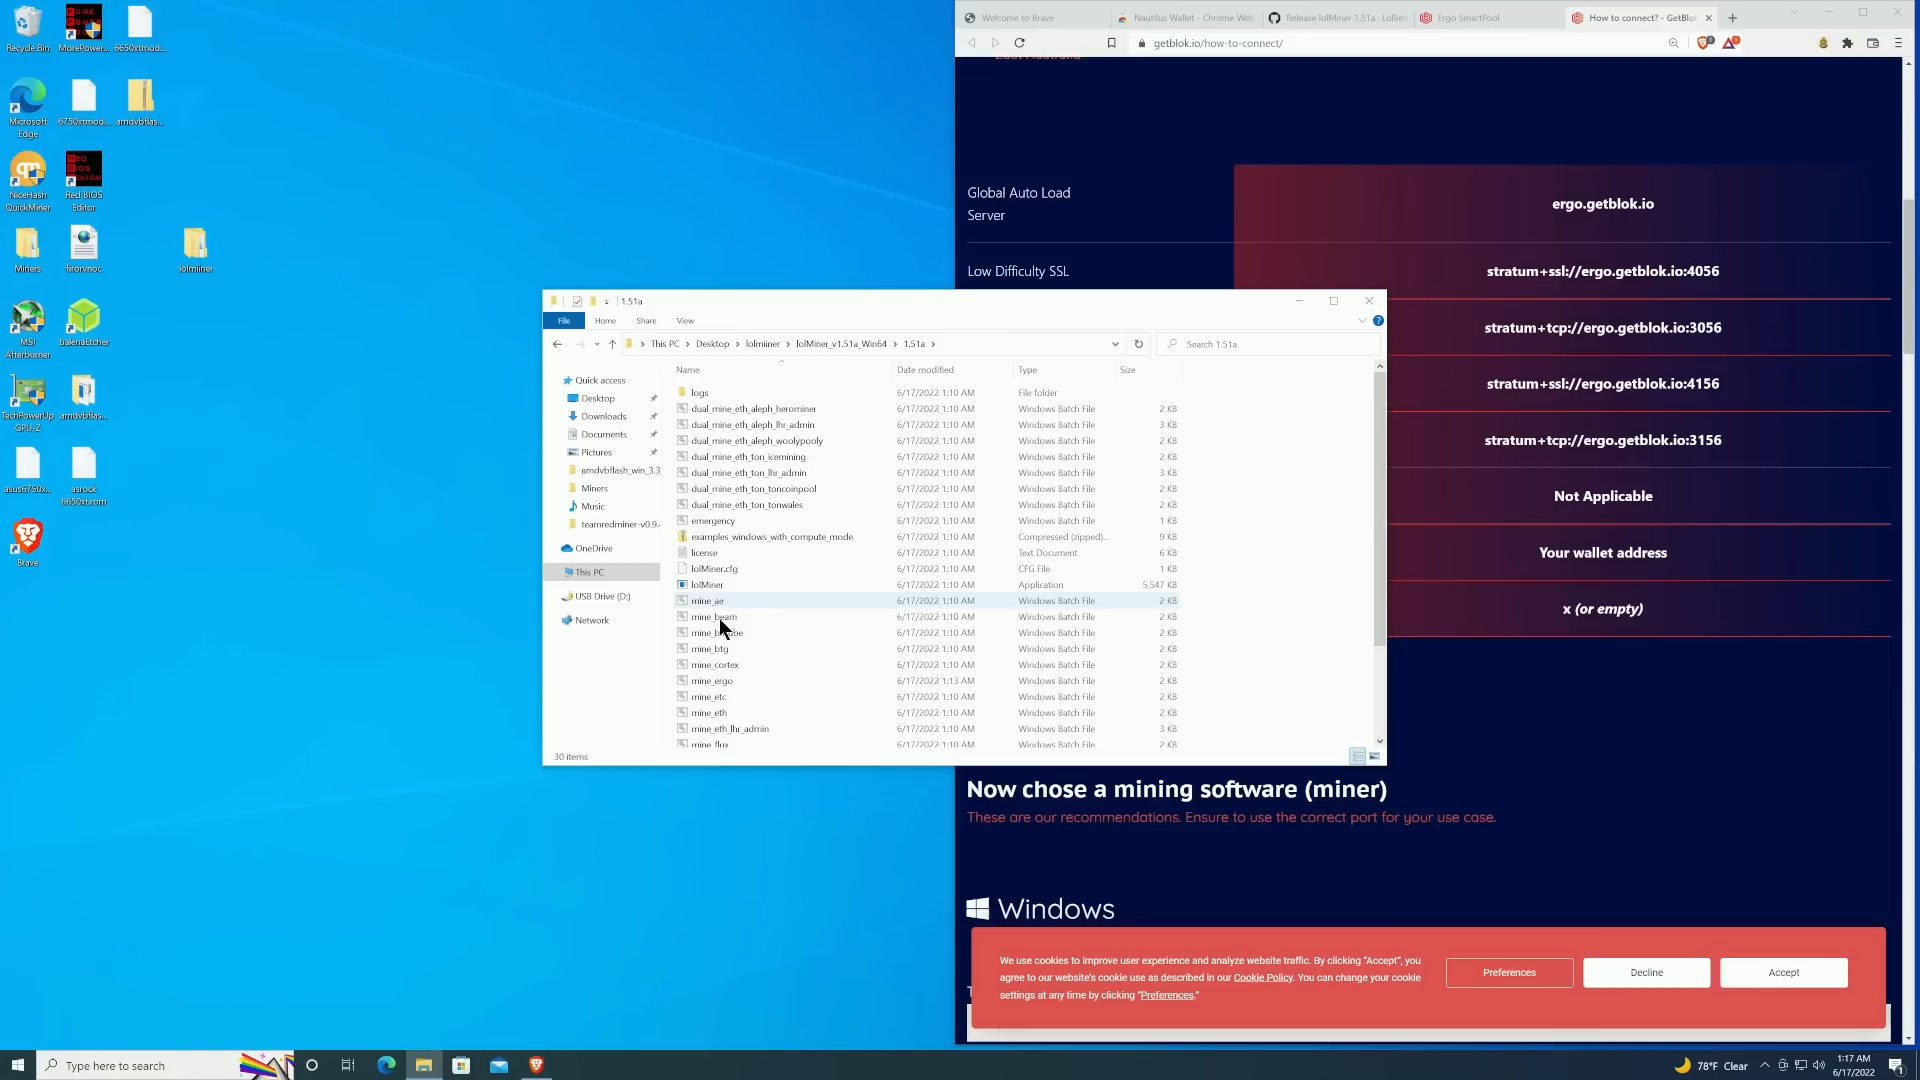 Recycle Bin
MorePower...
6650xtmod...
Microsoft
Edge
6750xtmod...
amdvbflas...
NiceHash
QuickMiner
Red BIOS
Editor
Miners
firorvnoc
lolmiiner
MSI
Afterburner
balenaEtcher
TechPowerUp
GPU-Z
amdvbflas...
asus6750x...
asrock
6650xtrom
Brave
Welcome to Brave
Nautilus Wallet - Chrome Web
Release lolMiner 1.51a · Lollied
Ergo SmartPool
How to connect? - GetBlo
getblok.io/how-to-connect/
East Australia
Global Auto Load
Server
ergo.getblok.io
Low Difficulty SSL
stratum+ssl://ergo.getblok.io:4056
stratum+tcp://ergo.getblok.io:3056
stratum+ssl://ergo.getblok.io:4156
stratum+tcp://ergo.getblok.io:3156
Not Applicable
Your wallet address
x (or empty)
1.51a
File Home Share View
This PC > Desktop > lolmiiner > lolMiner_v1.51a_Win64 > 1.51a >
Search 1.51a
Quick access
Desktop
Downloads
Documents
Pictures
amdvbflash_win_3.3
Miners
Music
teamredminer-v0.9.
OneDrive
This PC
USB Drive (D:)
Network
Name Date modified Type Size
logs 6/17/2022 1:10 AM File folder
dual_mine_eth_aleph_herominer 6/17/2022 1:10 AM Windows Batch File 2 KB
dual_mine_eth_aleph_lhr_admin 6/17/2022 1:10 AM Windows Batch File 3 KB
dual_mine_eth_aleph_woolypooly 6/17/2022 1:10 AM Windows Batch File 2 KB
dual_mine_eth_ton_icemining 6/17/2022 1:10 AM Windows Batch File 2 KB
dual_mine_eth_ton_lhr_admin 6/17/2022 1:10 AM Windows Batch File 3 KB
dual_mine_eth_ton_toncoinpool 6/17/2022 1:10 AM Windows Batch File 2 KB
dual_mine_eth_ton_tonwales 6/17/2022 1:10 AM Windows Batch File 2 KB
emergency 6/17/2022 1:10 AM Windows Batch File 1 KB
examples_windows_with_compute_mode 6/17/2022 1:10 AM Compressed (zipped)... 9 KB
license 6/17/2022 1:10 AM Text Document 6 KB
lolMiner.cfg 6/17/2022 1:10 AM CFG File 1 KB
lolMiner 6/17/2022 1:10 AM Application 5,547 KB
mine_ae 6/17/2022 1:10 AM Windows Batch File 2 KB
mine_beam 6/17/2022 1:10 AM Windows Batch File 2 KB
6/17/2022 1:10 AM Windows Batch File 2 KB
mine_btg 6/17/2022 1:10 AM Windows Batch File 2 KB
mine_cortex 6/17/2022 1:10 AM Windows Batch File 2 KB
mine_ergo 6/17/2022 1:13 AM Windows Batch File 2 KB
mine_etc 6/17/2022 1:10 AM Windows Batch File 2 KB
mine_eth 6/17/2022 1:10 AM Windows Batch File 2 KB
mine_eth_lhr_admin 6/17/2022 1:10 AM Windows Batch File 3 KB
mine_flux 6/17/2022 1:10 AM Windows Batch File 2 KB
30 items
Now chose a mining software (miner)
These are our recommendations. Ensure to use the correct port for your use case.
Windows
We use cookies to improve user experience and analyze website traffic. By clicking “Accept”, you
agree to our website's cookie use as described in our Cookie Policy. You can change your cookie
settings at any time by clicking “Preferences.”
Preferences
Decline
Accept
Type here to search
78°F Clear
1:17 AM
6/17/2022